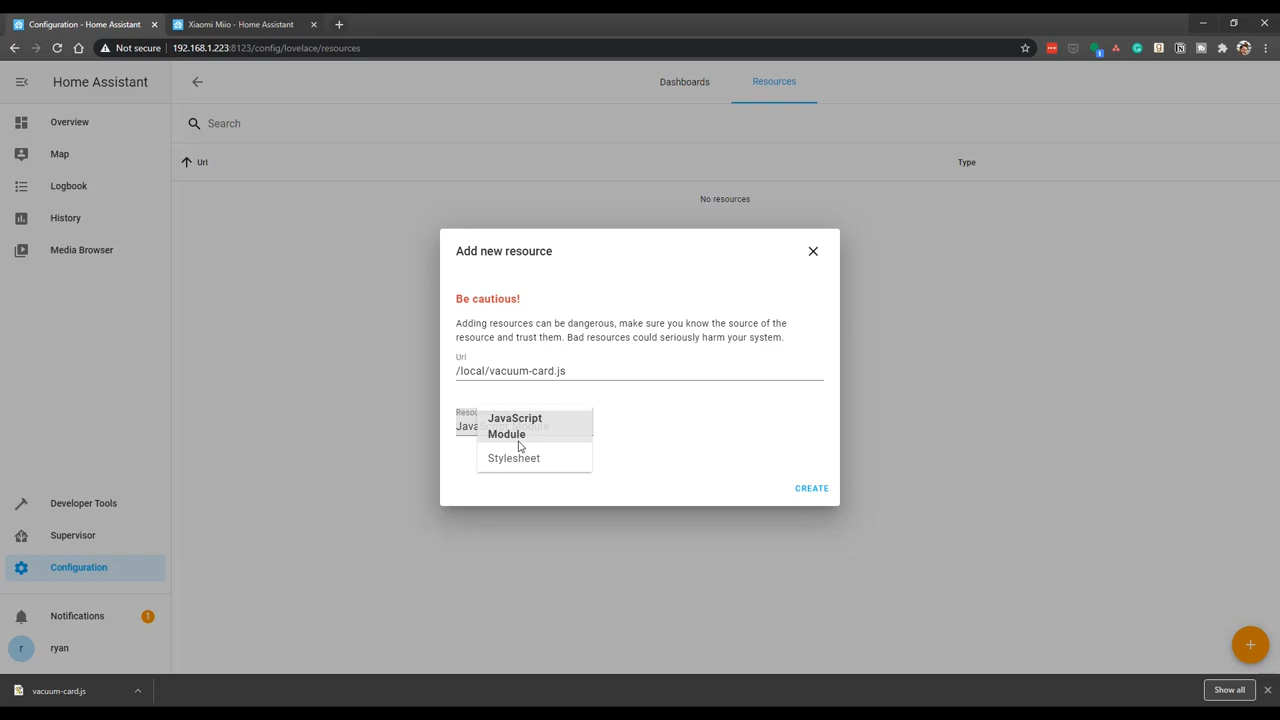 Configuration - Home Assistant
Xiaomi Miio - Home Assistant
Not secure
192.168.1.223:8123/config/lovelace/resources
1
Home Assistant
Dashboards
Resources
Overview
Search
Map
Url
Type
Logbook
No resources
History
Media Browser
Add new resource
Be cautious!
Adding resources can be dangerous, make sure you know the source of the
resource and trust them. Bad resources could seriously harm your system.
Url
/local/vacuum-card.js
JavaScript
Module
Stylesheet
CREATE
Developer Tools
Supervisor
Configuration
Notifications
1
r
ryan
+
vacuum-card.js
Show all